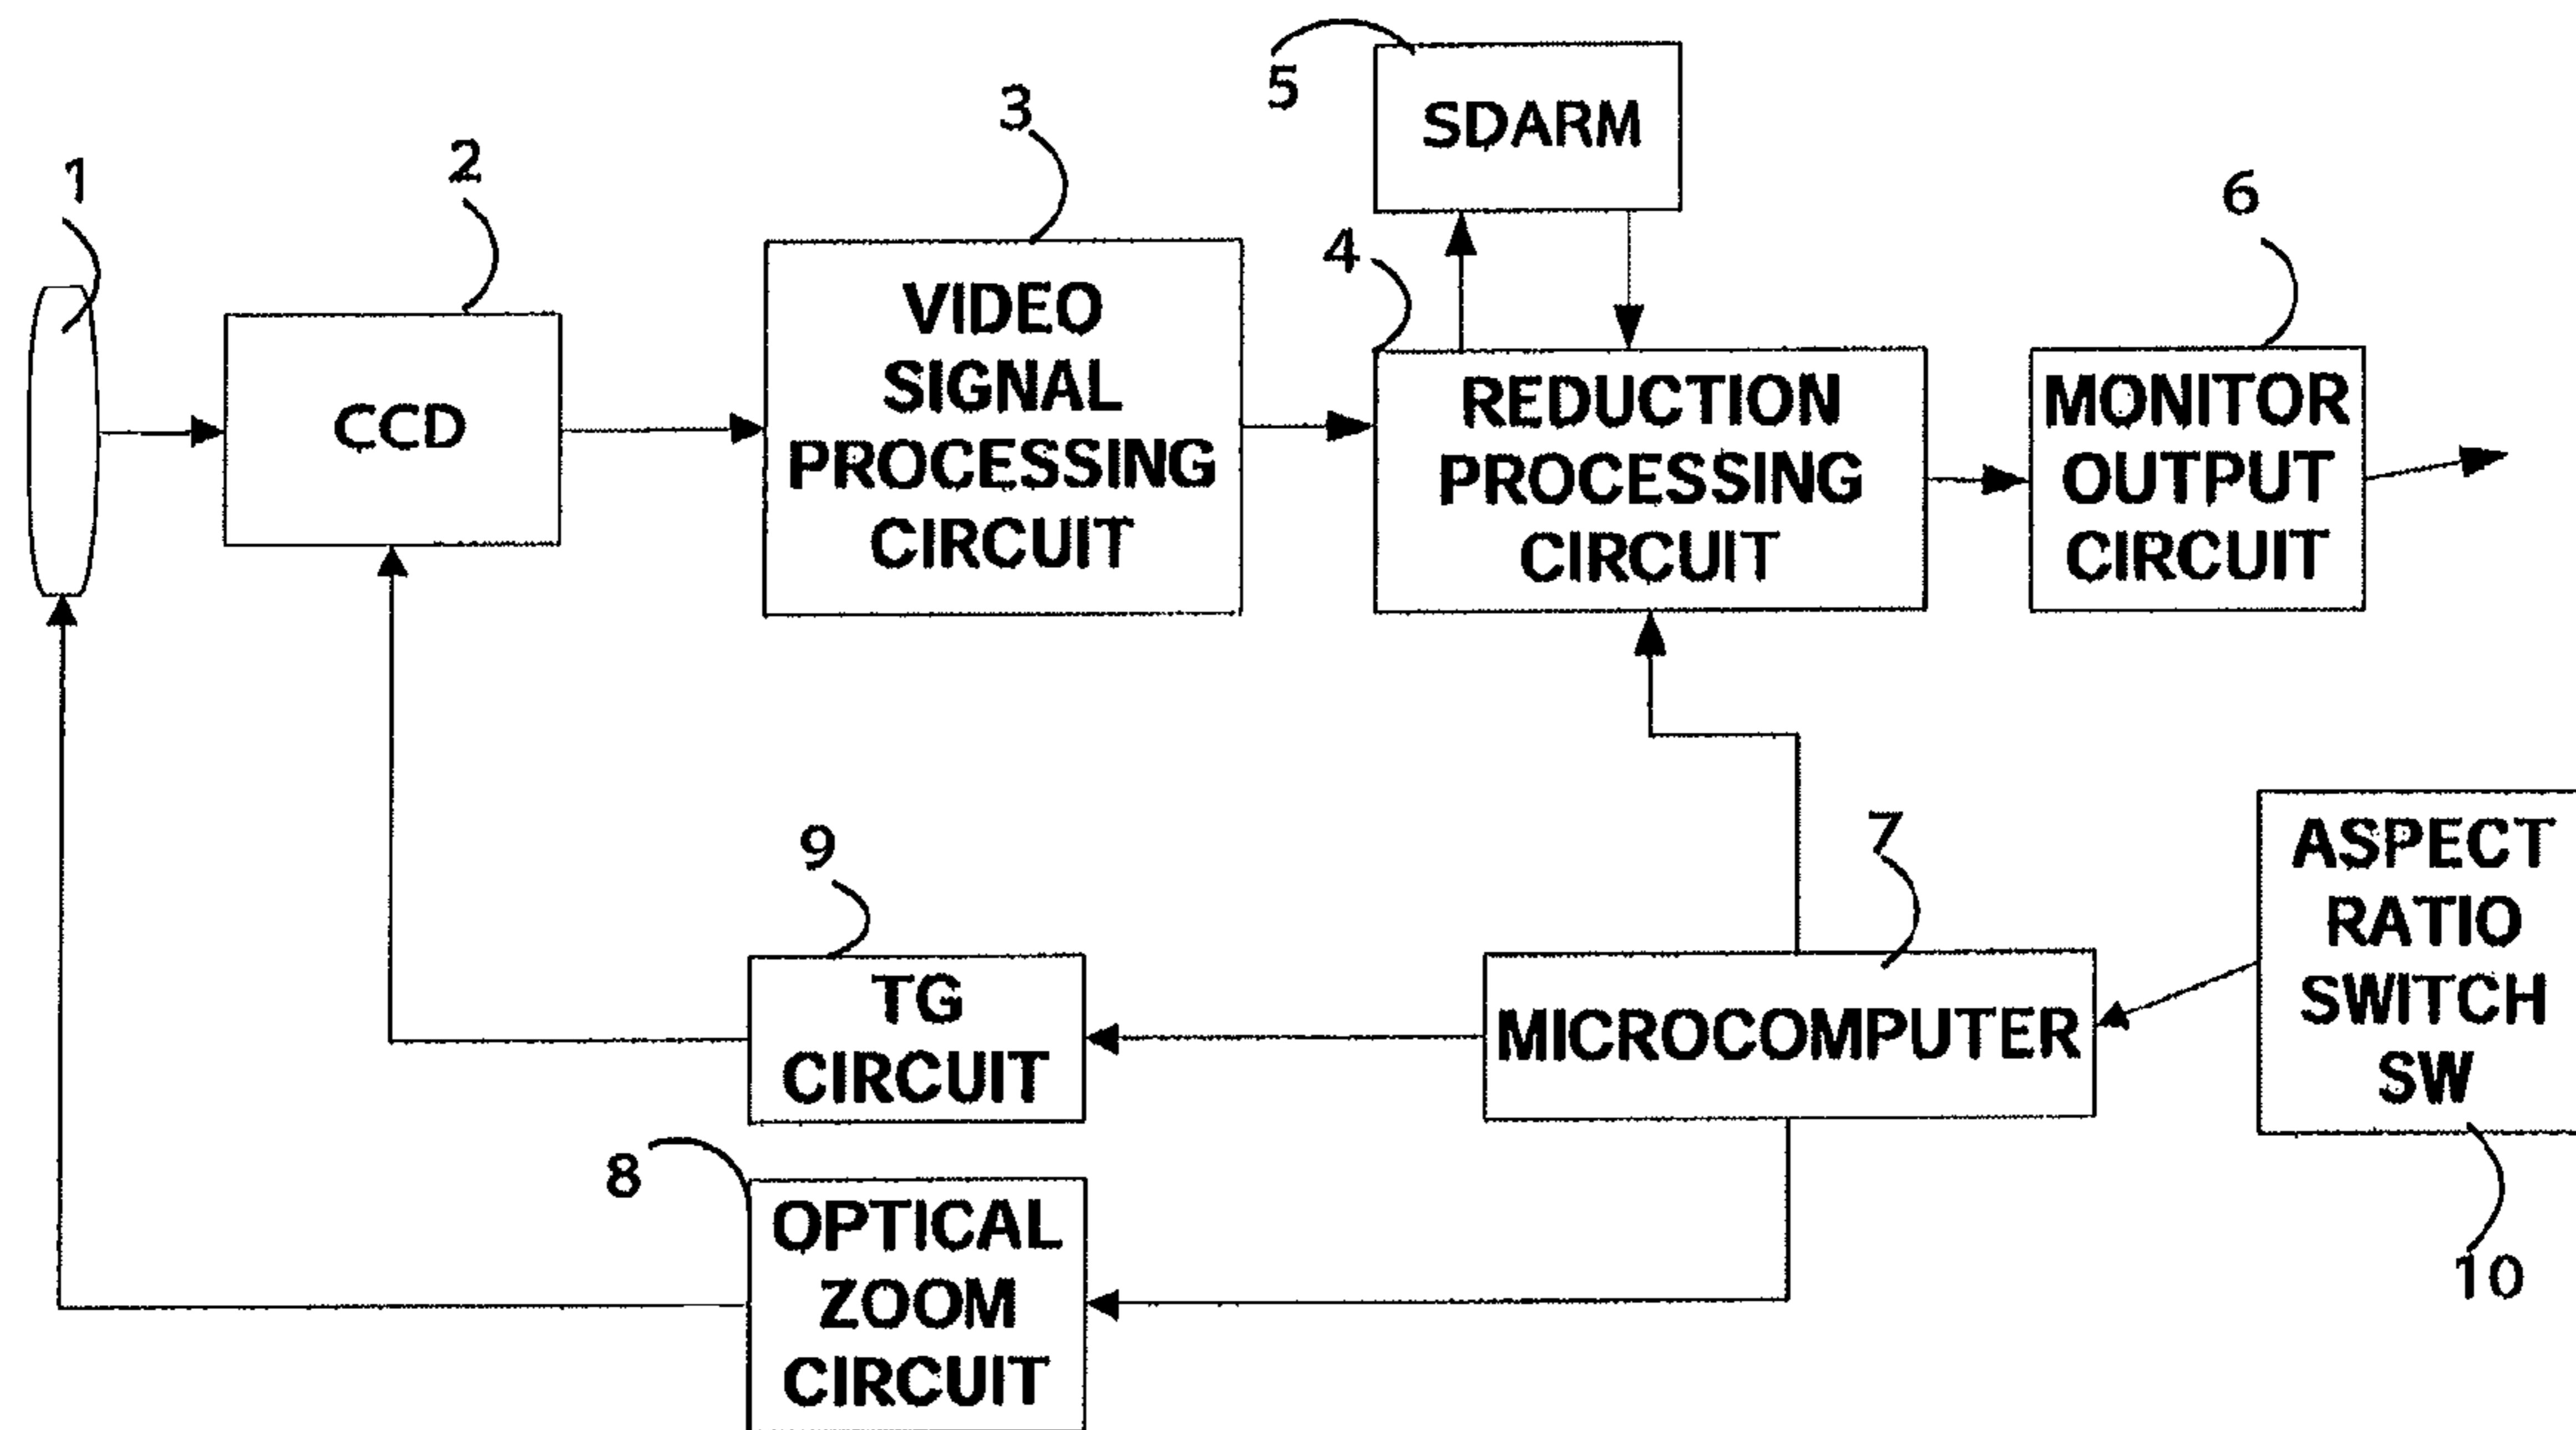 1
2
3
5
SDARM
4
6
CCD
VIDEO
SIGNAL
PROCESSING
CIRCUIT
REDUCTION
PROCESSING
CIRCUIT
MONITOR
OUTPUT
CIRCUIT
9
TG
CIRCUIT
7
MICROCOMPUTER
ASPECT
RATIO
SWITCH
SW
10
8
OPTICAL
ZOOM
CIRCUIT